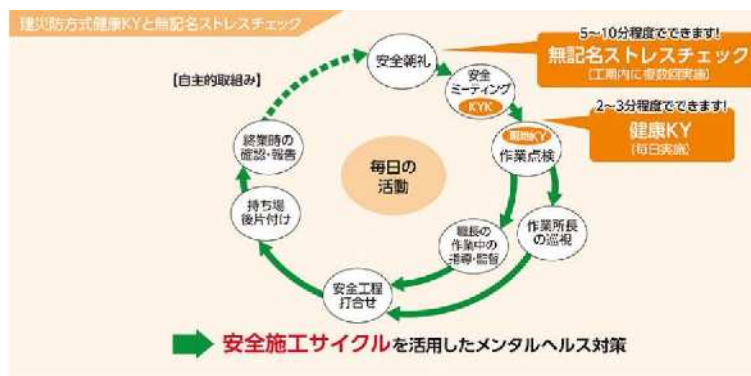 建災防方式健康KYと無記名ストレスチェック
5~10分程度でできます!
無記名ストレスチェック
(工期内に複数回実施)
安全朝礼
【自主的取組み】
安全
ミーティング
KYK
2~3分程度でできます!
健康KY
(毎日実施)
現地KY
作業点検
終業時の
確認・報告
毎日の
活動
持ち場
後片付け
職長の
作業中の
指導・監督
作業所長
の巡視
安全工程
打合せ
安全施工サイクルを活用したメンタルヘルス対策